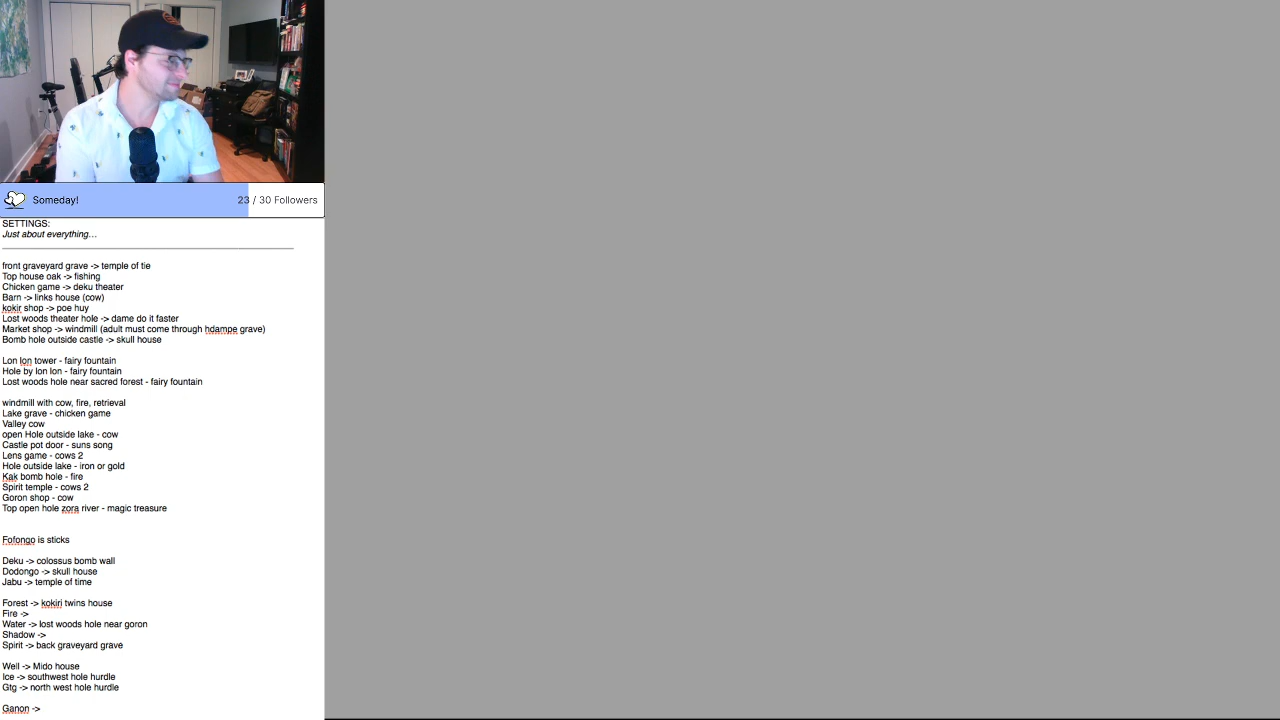 Someday!
23 / 30 Followers
SETTINGS:
Just about everything...
front graveyard grave -> temple of tie
Top house oak -> fishing
Chicken game -> deku theater
Barn -> links house (cow)
kokir shop -> poe huy
Lost woods theater hole -> dame do it faster
Market shop -> windmill (adult must come through hdampe grave)
Bomb hole outside castle -> skull house
Lon lon tower - fairy fountain
Hole by lon lon - fairy fountain
Lost woods hole near sacred forest - fairy fountain
windmill with cow, fire, retrieval
Lake grave - chicken game
Valley cow
open Hole outside lake - cow
Castle pot door - suns song
Lens game - cows 2
Hole outside lake - iron or gold
Kak bomb hole - fire
Spirit temple - cows 2
Goron shop - cow
Top open hole zora river - magic treasure
Fofongo is sticks
Deku -> colossus bomb wall
Dodongo -> skull house
Jabu -> temple of time
Forest -> kokiri twins house
Fire ->
Water -> lost woods hole near goron
Shadow ->
Spirit -> back graveyard grave
Well -> Mido house
Ice -> southwest hole hurdle
Gtg -> north west hole hurdle
Ganon ->